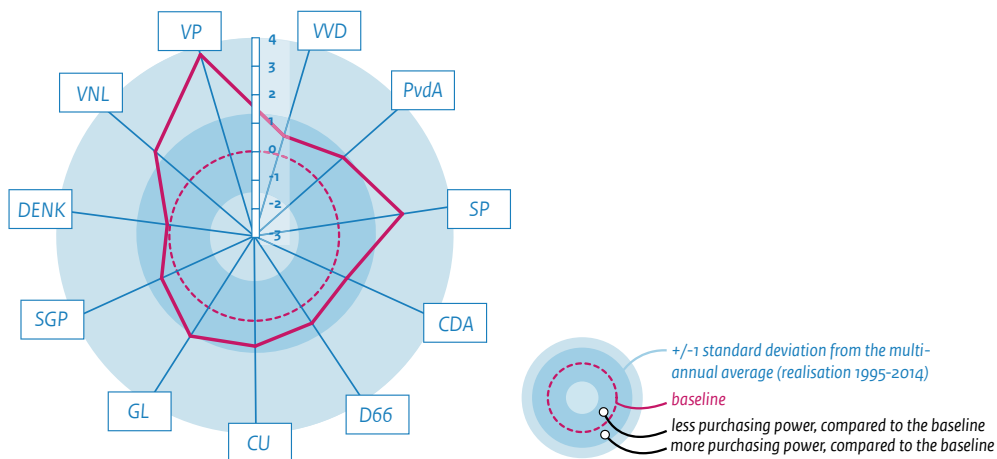 VP
VVD
VNL
PvdA
DENK
SP
SGP
CDA
GL
D66
CU
4
3
2
1
0
-1
-2
-3
+/-1 standard deviation from the multi-
annual average (realisation 1995-2014)
baseline
less purchasing power, compared to the baseline
more purchasing power, compared to the baseline